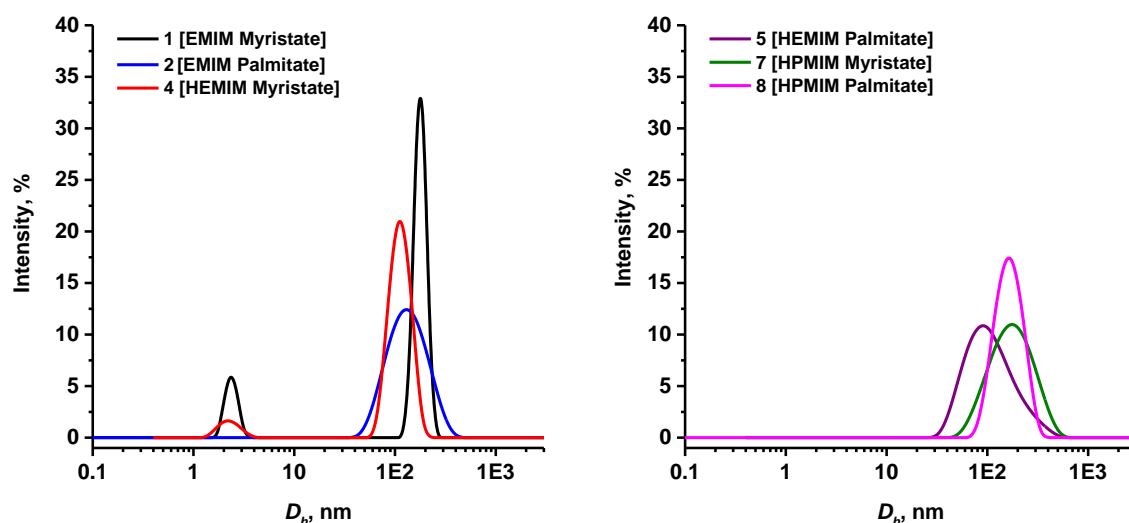 40
35
30
25
20
15
10
5
0
Intensity, %
1 [EMIM Myristate]
2 [EMIM Palmitate]
4 [HEMIM Myristate]
0.1 1 10 1E2 1E3
Dh, nm
40
35
30
25
20
15
10
5
0
Intensity, %
5 [HEMIM Palmitate]
7 [HPMIM Myristate]
8 [HPMIM Palmitate]
0.1 1 10 1E2 1E3
Dh, nm